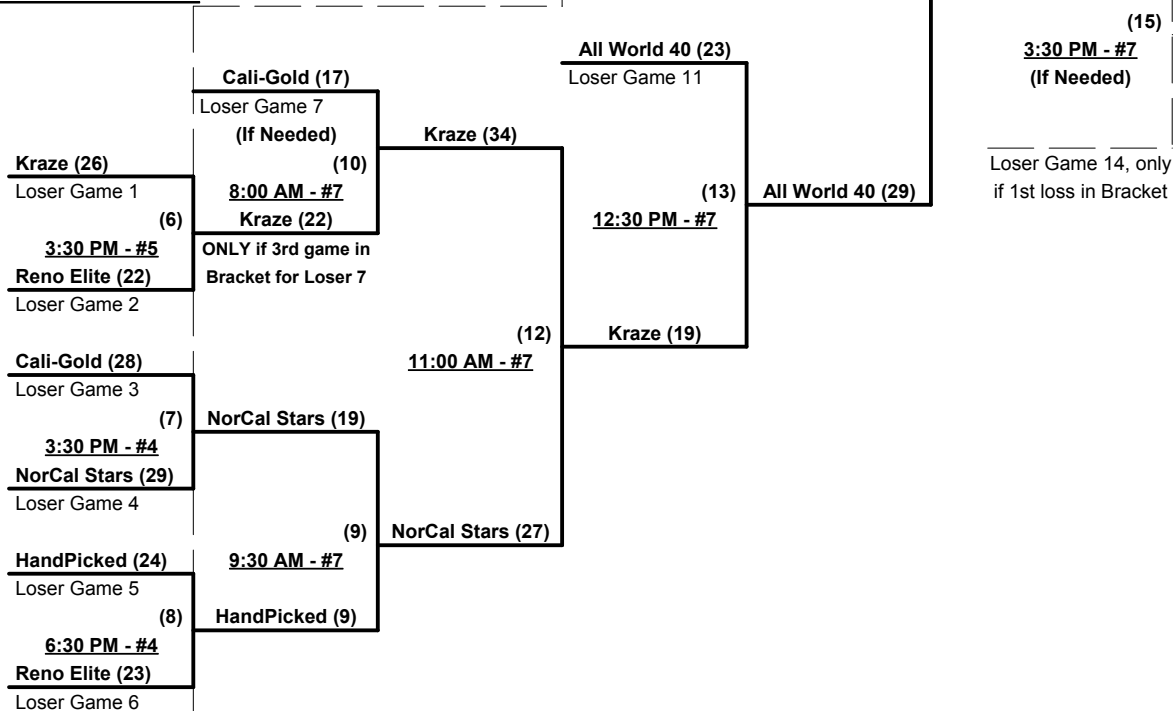 (15)
All World 40 (23)
3:30 PM - #7
Cali-Gold (17)
Loser Game 11
(If Needed)
Loser Game 7
(If Needed)
Kraze (34)
Kraze (26)
(10)
Loser Game 14, only
Loser Game 1
8:00 AM - #7
(13)
All World 40 (29)
if 1st loss in Bracket
(6)
Kraze (22)
12:30 PM - #7
3:30 PM - #5
ONLY if 3rd game in
Reno Elite (22)
Bracket for Loser 7
Loser Game 2
(12)
Kraze (19)
Cali-Gold (28)
11:00 AM - #7
Loser Game 3
(7)
NorCal Stars (19)
3:30 PM - #4
NorCal Stars (29)
Loser Game 4
(9)
NorCal Stars (27)
HandPicked (24)
9:30 AM - #7
Loser Game 5
(8)
HandPicked (9)
6:30 PM - #4
Reno Elite (23)
Loser Game 6